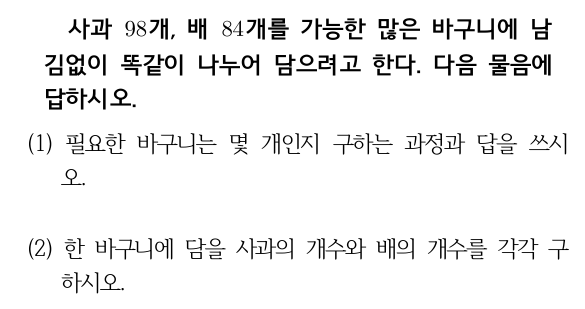 사과 98개, 배 84개를 가능한 많은 바구니에 남
김없이 똑같이 나누어 담으려고 한다. 다음 물음에
답하시오.
(1) 필요한 바구니는 몇 개인지 구하는 과정과 답을 쓰시
오.
(2) 한 바구니에 담을 사과의 개수와 배의 개수를 각각 구
하시오.